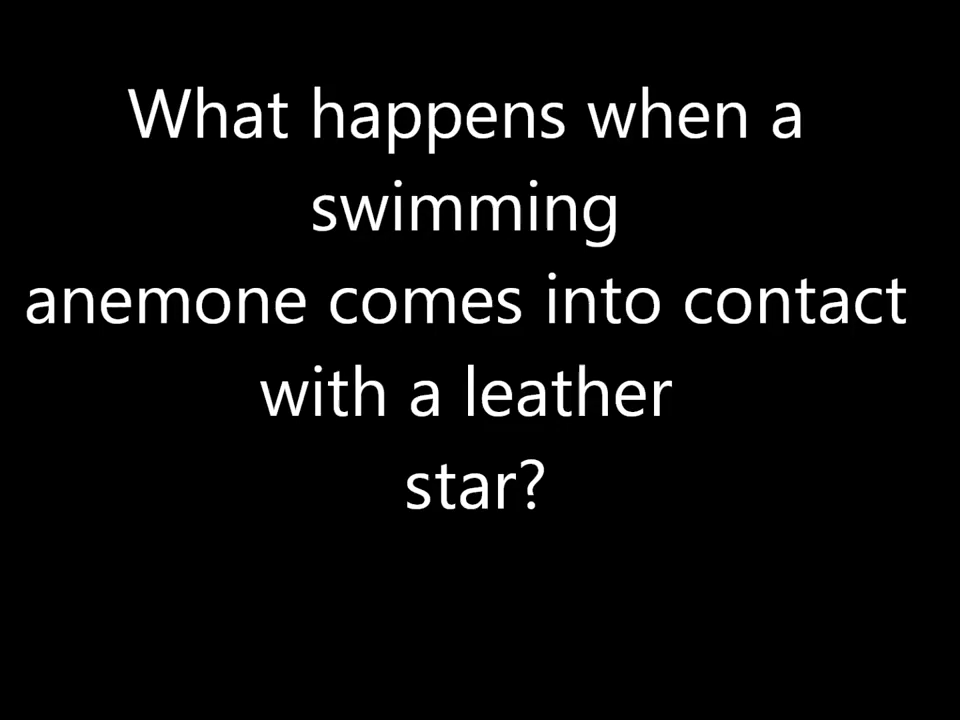 What happens when a
swimming
anemone comes into contact
with a leather
star?